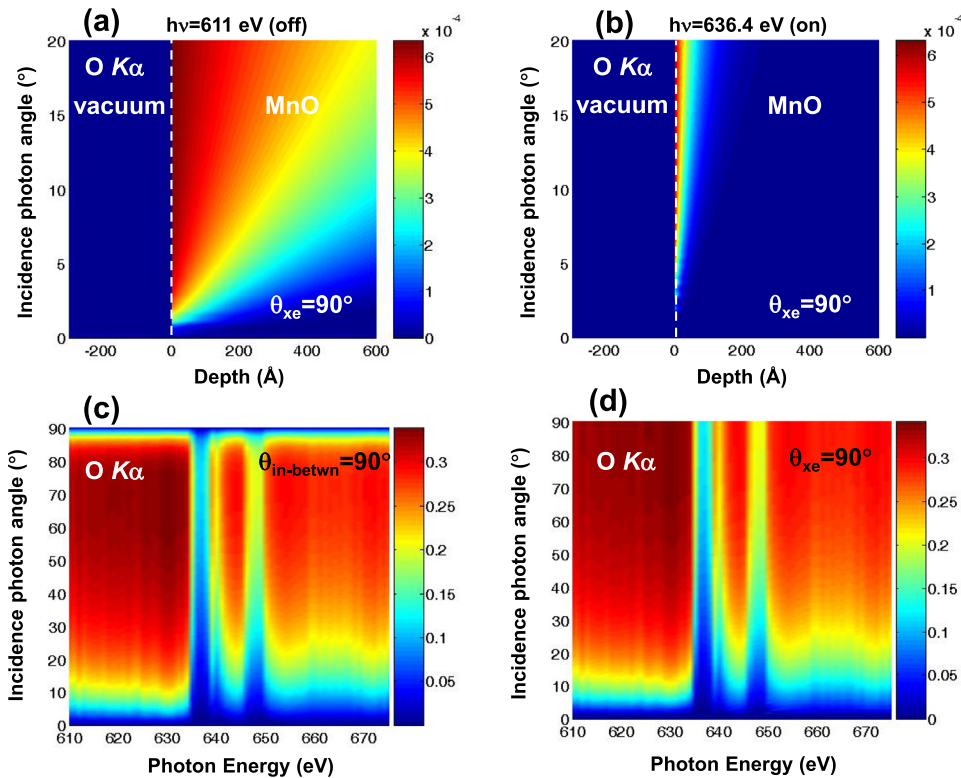 (a)
hν=611 eV (off)
x 10⁻⁴
O Kα
vacuum
MnO
θxe=90°
Incidence photon angle (°)
20
15
10
5
0
-200
0
200
400
600
Depth (Å)
6
5
4
3
2
1
(b)
hν=636.4 eV (on)
x 10⁻⁴
O Kα
vacuum
MnO
θxe=90°
Incidence photon angle (°)
20
15
10
5
0
-200
0
200
400
600
Depth (Å)
6
5
4
3
2
1
(c)
O Kα
θin-betwn=90°
Incidence photon angle (°)
90
80
70
60
50
40
30
20
10
0
610
620
630
640
650
660
670
Photon Energy (eV)
0.3
0.25
0.2
0.15
0.1
0.05
(d)
O Kα
θxe=90°
Incidence photon angle (°)
90
80
70
60
50
40
30
20
10
0
610
620
630
640
650
660
670
Photon Energy (eV)
0.3
0.25
0.2
0.15
0.1
0.05
0